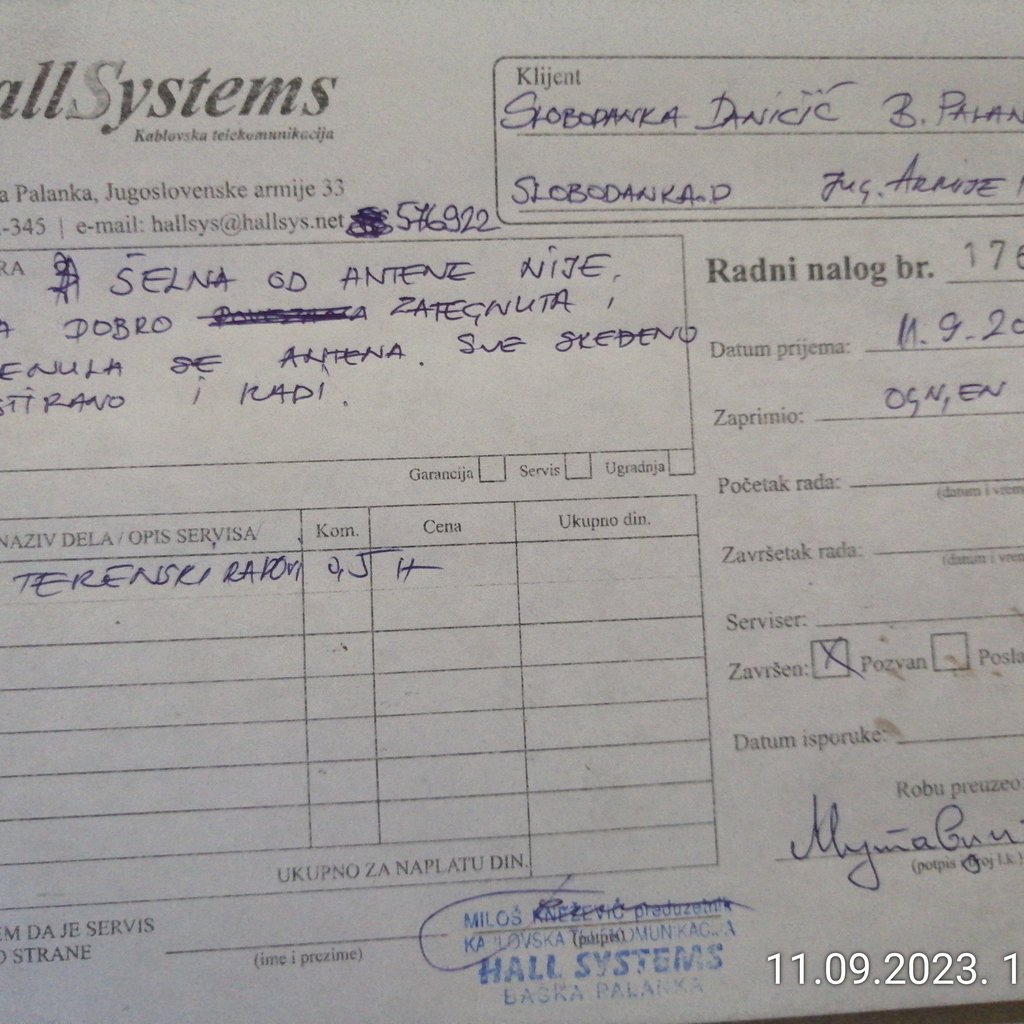 allSystems
Kablovska telekomunikacija
a Palanka, Jugoslovenske armije 33
-345 | e-mail: hallsys@hallsys.net 576922
Klijent
SLOBODANKA DANIČIĆ B. PALAN
SLOBODANKA.D Jug. ARMIJE
RA ŠELNA OD ANTENE NIJE
A DOBRO ZATEGNUTA i
ENULA SE ANTENA. SVE SREĐENO
STIRANO i RADI.
Garancija Servis Ugradnja
Radni nalog br. 176
Datum prijema: 11.9.20
Zaprimio: OGNJEN
Početak rada:
(datum i vrem
Završetak rada:
(datum i vrem
Serviser:
Završen: X Pozvan Posla
Datum isporuke:
Robu preuzeo
(potpis i broj l.k.)
NAZIV DELA / OPIS SERVISA Kom. Cena Ukupno din.
TERENSKI RADOVI 0,5 H
UKUPNO ZA NAPLATU DIN.
EM DA JE SERVIS
O STRANE
(ime i prezime)
(potpis)
MILOŠ KNEŽEVIĆ preduzetnik
KABLOVSKA TELEKOMUNIKACIJA
HALL SYSTEMS
BAČKA PALANKA
11.09.2023. 1